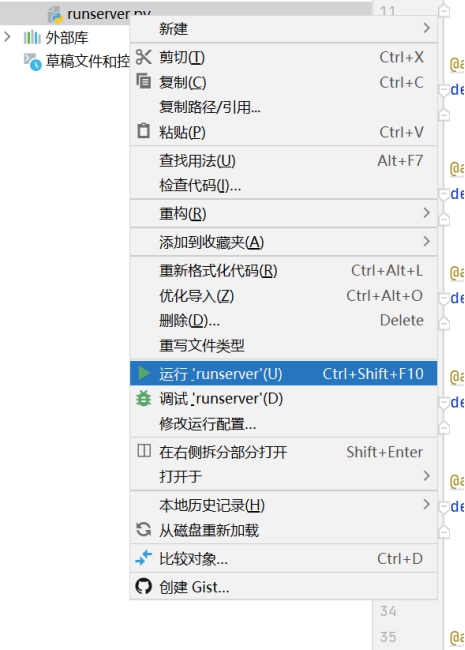 runserver.py
11
外部库
草稿文件和控
新建
剪切(T) Ctrl+X
复制(C) Ctrl+C
复制路径/引用...
粘贴(P) Ctrl+V
查找用法(U) Alt+F7
检查代码(I)...
重构(R)
添加到收藏夹(A)
重新格式化代码(R) Ctrl+Alt+L
优化导入(Z) Ctrl+Alt+O
删除(D)... Delete
重写文件类型
运行 'runserver'(U) Ctrl+Shift+F10
调试 'runserver'(D)
修改运行配置...
在右侧拆分部分打开 Shift+Enter
打开于
本地历史记录(H)
从磁盘重新加载
比较对象... Ctrl+D
创建 Gist...
34
35
@a
de
@a
de
@a
de
@a
de
@a
de
@a